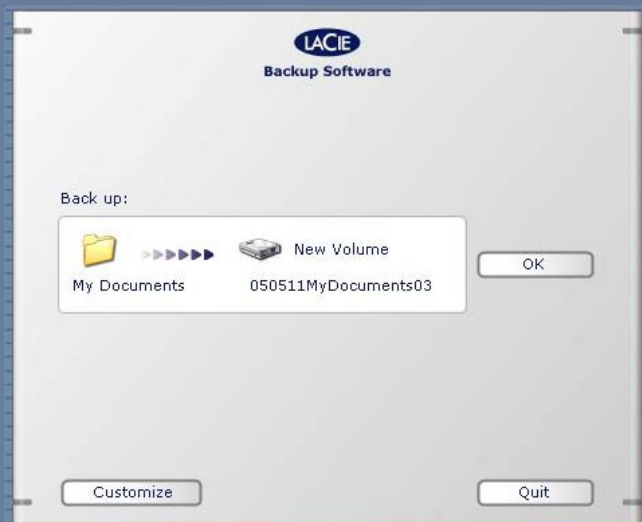 LACIE
Backup Software
Back up:
New Volume
My Documents
050511MyDocuments03
OK
Customize
Quit